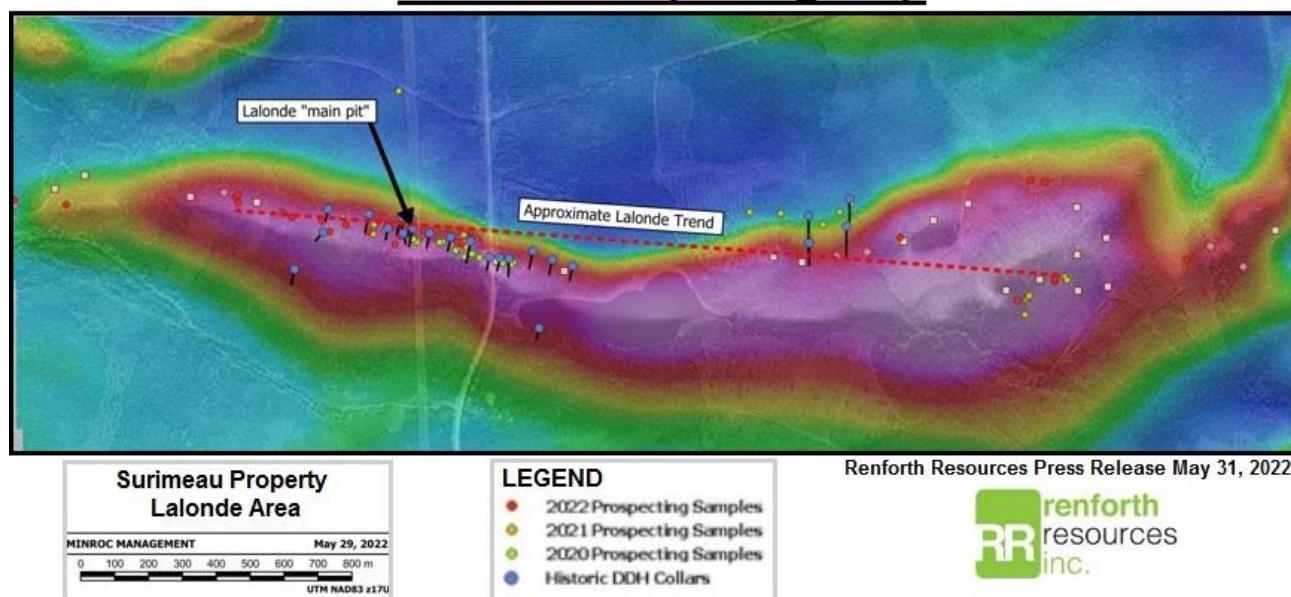 Lalonde "main pit"
Approximate Lalonde Trend
Surimeau Property
Lalonde Area
MINROC MANAGEMENT May 29, 2022
0 100 200 300 400 500 600 700 800 m
UTM NAD83 z17U
LEGEND
2022 Prospecting Samples
2021 Prospecting Samples
2020 Prospecting Samples
Historic DDH Collars
Renforth Resources Press Release May 31, 2022
RR
renforth
resources
inc.